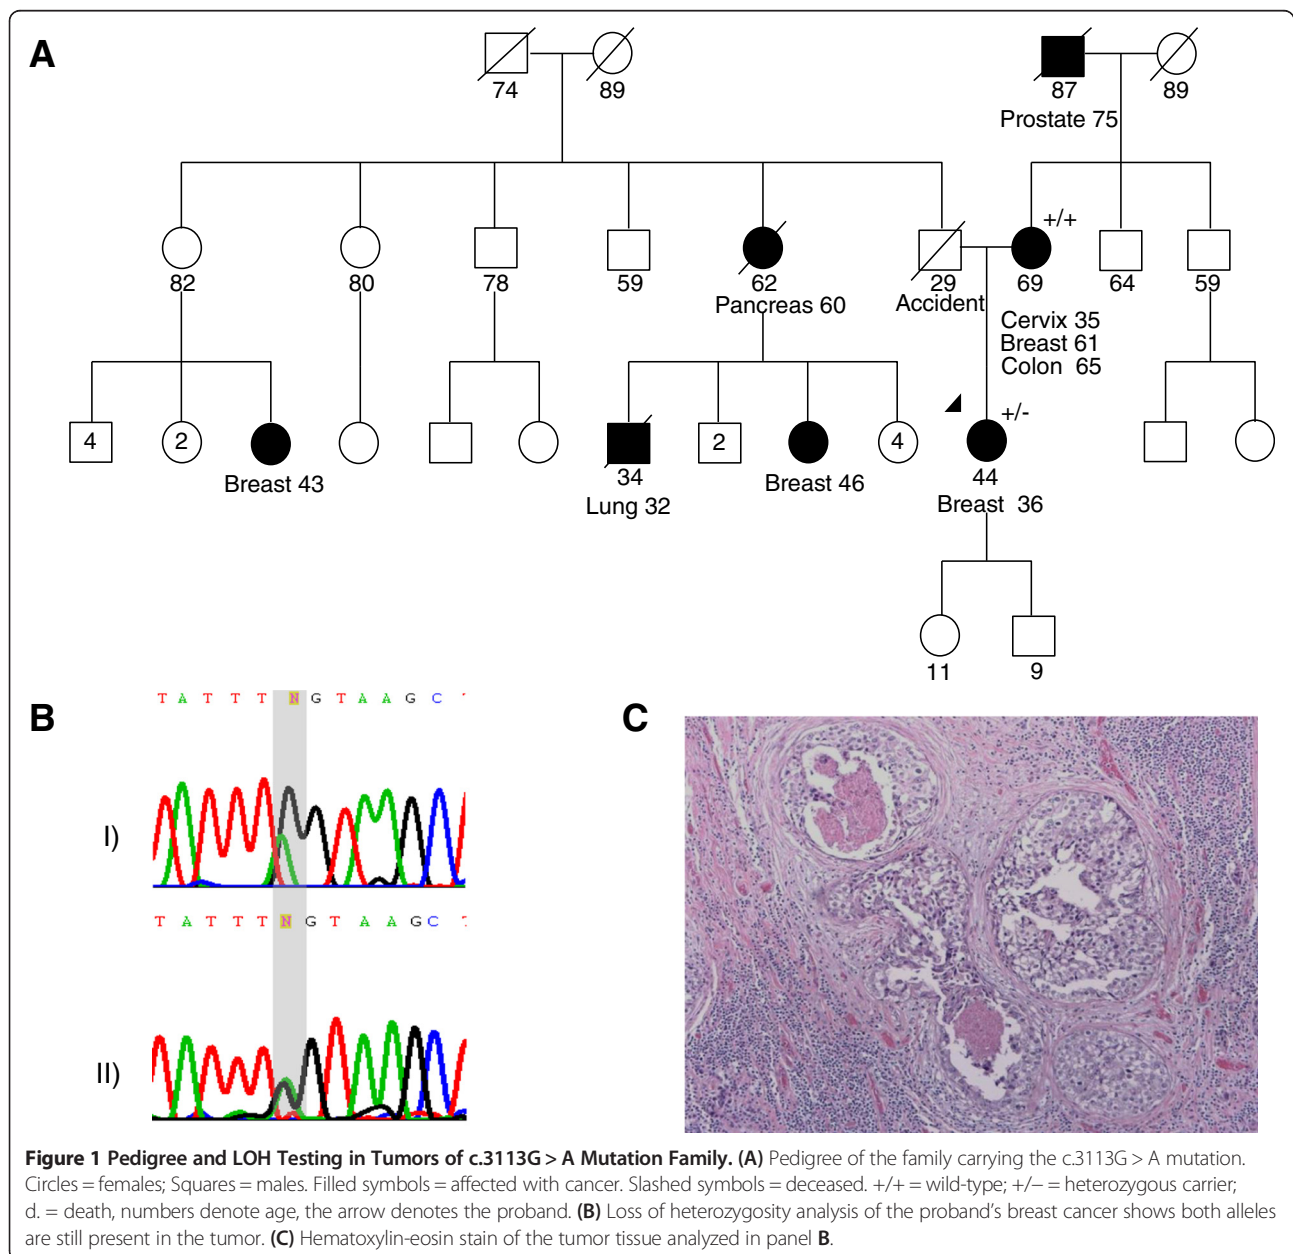 A
74
89
87
89
Prostate 75
+/+
82
80
78
59
62
29
69
64
59
Pancreas 60
Accident
Cervix 35
Breast 61
Colon 65
+/-
4
2
2
4
34
44
Breast 43
Lung 32
Breast 46
Breast 36
11
9
B
T A T T T N G T A A G C T
I)
T A T T T N G T A A G C T
II)
C
Figure 1 Pedigree and LOH Testing in Tumors of c.3113G > A Mutation Family. (A) Pedigree of the family carrying the c.3113G > A mutation.
Circles = females; Squares = males. Filled symbols = affected with cancer. Slashed symbols = deceased. +/+ = wild-type; +/− = heterozygous carrier;
d. = death, numbers denote age, the arrow denotes the proband. (B) Loss of heterozygosity analysis of the proband's breast cancer shows both alleles
are still present in the tumor. (C) Hematoxylin-eosin stain of the tumor tissue analyzed in panel B.